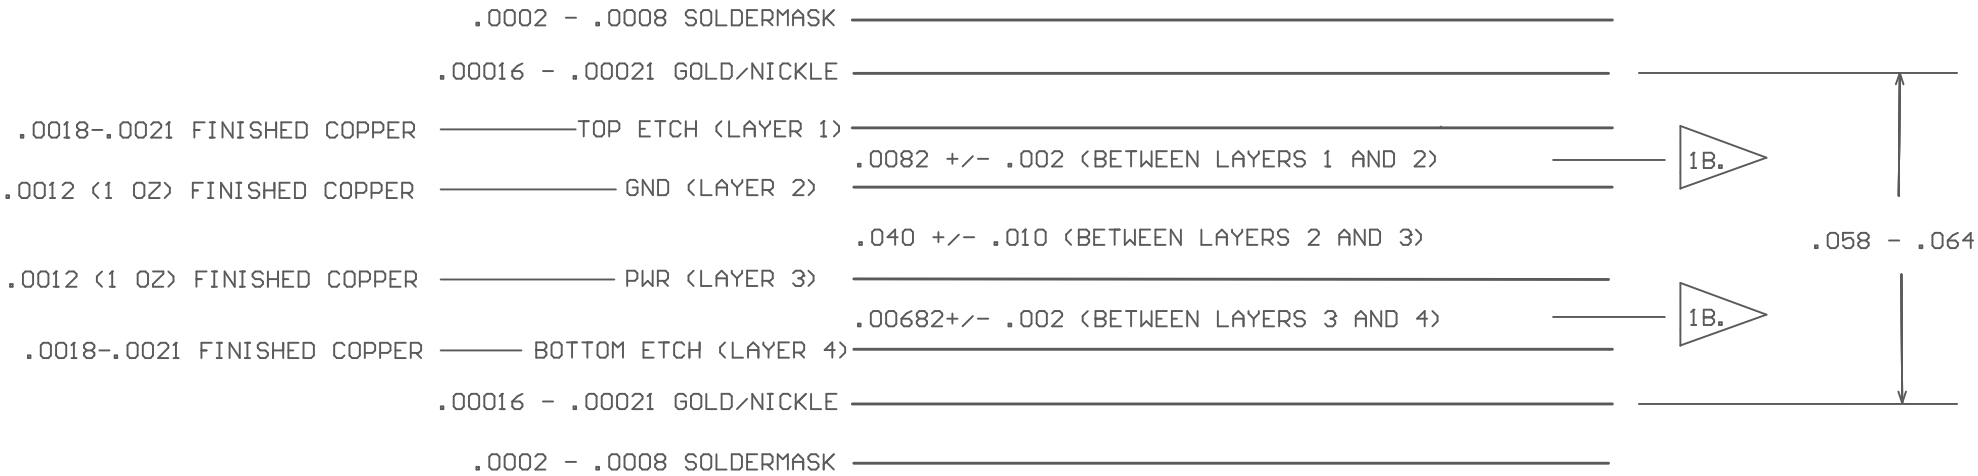 .0002 - .0008 SOLDERMASK
.00016 - .00021 GOLD/NICKLE
.0018-.0021 FINISHED COPPER TOP ETCH (LAYER 1)
.0082 +/- .002 (BETWEEN LAYERS 1 AND 2) 1B.
.0012 (1 OZ) FINISHED COPPER GND (LAYER 2)
.040 +/- .010 (BETWEEN LAYERS 2 AND 3) .058 - .064
.0012 (1 OZ) FINISHED COPPER PWR (LAYER 3)
.00682+/- .002 (BETWEEN LAYERS 3 AND 4) 1B.
.0018-.0021 FINISHED COPPER BOTTOM ETCH (LAYER 4)
.00016 - .00021 GOLD/NICKLE
.0002 - .0008 SOLDERMASK